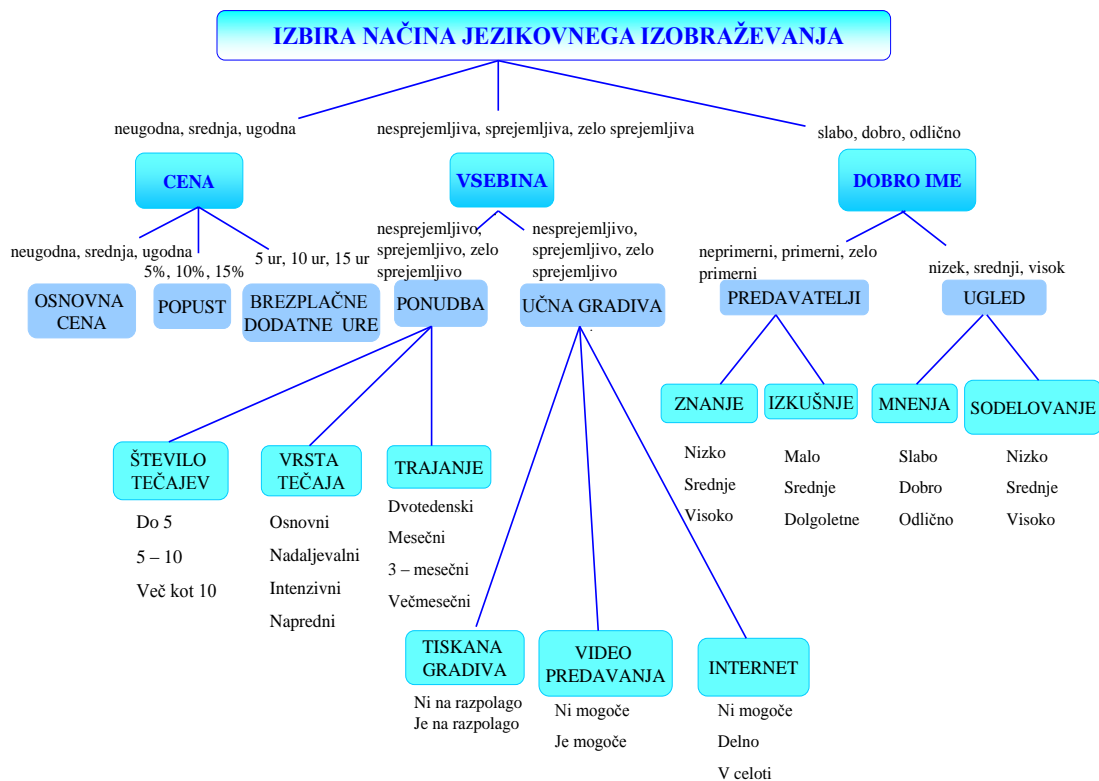 IZBIRA NAČINA JEZIKOVNEGA IZOBRAŽEVANJA
neugodna, srednja, ugodna
nesprejemljiva, sprejemljiva, zelo sprejemljiva
slabo, dobro, odlično
CENA
VSEBINA
DOBRO IME
neugodna, srednja, ugodna
5%, 10%, 15%
5 ur, 10 ur, 15 ur
nesprejemljivo,
sprejemljivo, zelo
sprejemljivo
nesprejemljivo,
sprejemljivo, zelo
sprejemljivo
neprimerni, primerni, zelo
primerni
nizek, srednji, visok
OSNOVNA
CENA
POPUST
BREZPLAČNE
DODATNE URE
PONUDBA
UČNA GRADIVA
PREDAVATELJI
UGLED
ZNANJE
IZKUŠNJE
MNENJA
SODELOVANJE
Nizko
Srednje
Visoko
Malo
Srednje
Dolgoletne
Slabo
Dobro
Odlično
Nizko
Srednje
Visoko
ŠTEVILO
TEČAJEV
VRSTA
TEČAJA
TRAJANJE
Do 5
5 – 10
Več kot 10
Osnovni
Nadaljevalni
Intenzivni
Napredni
Dvotedenski
Mesečni
3 – mesečni
Večmesečni
TISKANA
GRADIVA
VIDEO
PREDAVANJA
INTERNET
Ni na razpolago
Je na razpolago
Ni mogoče
Je mogoče
Ni mogoče
Delno
V celoti